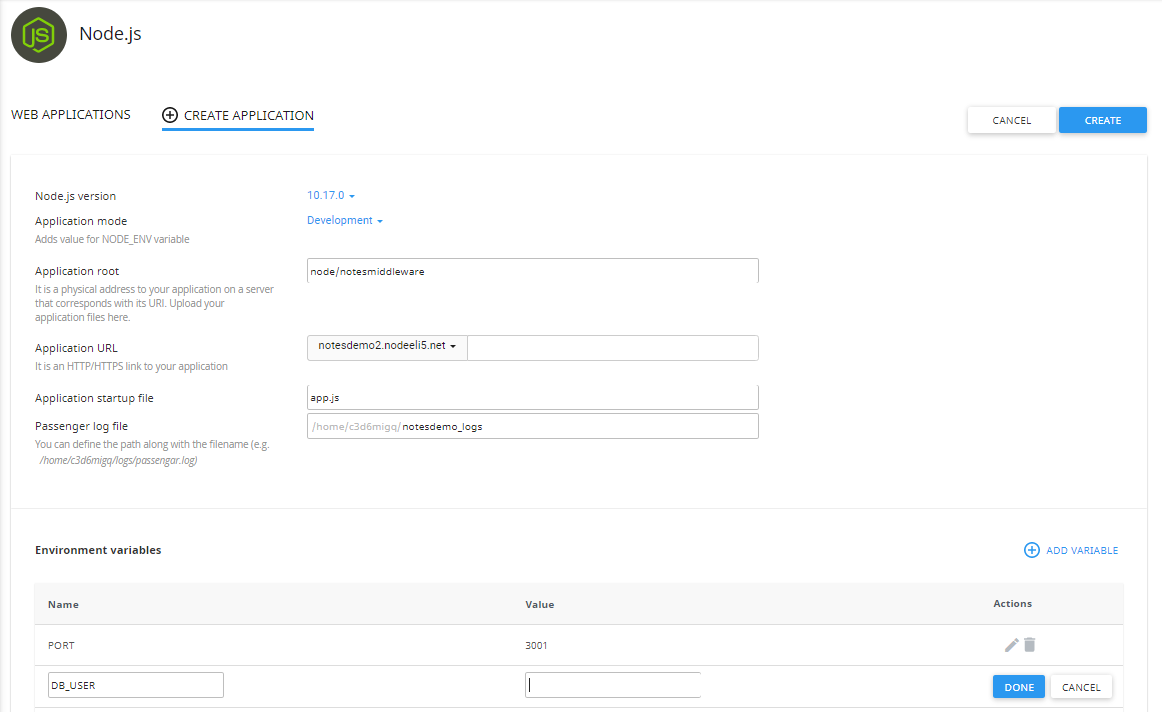 JS
Node.js
WEB APPLICATIONS
CREATE APPLICATION
CANCEL
CREATE
Node.js version
10.17.0
Application mode
Development
Adds value for NODE_ENV variable
Application root
node/notesmiddleware
It is a physical address to your application on a server
that corresponds with its URI. Upload your
application files here.
Application URL
notesdemo2.nodeeli5.net
It is an HTTP/HTTPS link to your application
Application startup file
app.js
Passenger log file
/home/c3d6migq/notesdemo_logs
You can define the path along with the filename (e.g.
/home/c3d6migq/logs/passengar.log)
Environment variables
ADD VARIABLE
Name Value Actions
PORT 3001
DB_USER
DONE
CANCEL